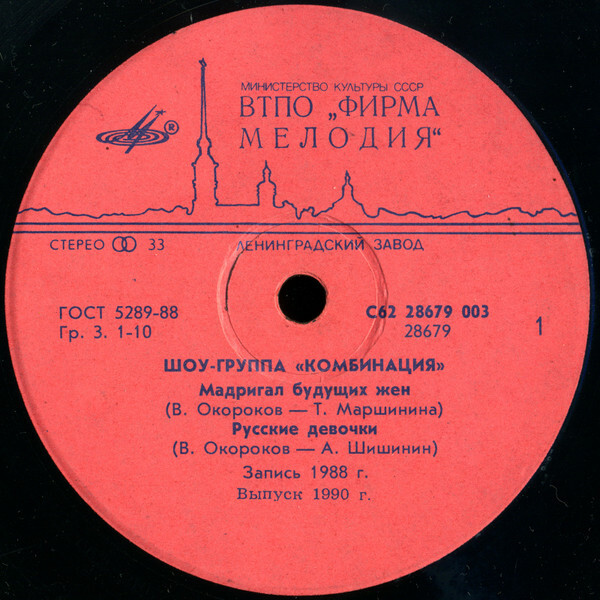 МИНИСТЕРСТВО КУЛЬТУРЫ СССР
ВТПО „ФИРМА
МЕЛОДИЯ“
®
СТЕРЕО 33
ЛЕНИНГРАДСКИЙ ЗАВОД
ГОСТ 5289-88
Гр. 3. 1-10
С62 28679 003
28679
1
ШОУ-ГРУППА «КОМБИНАЦИЯ»
Мадригал будущих жен
(В. Окороков — Т. Маршинина)
Русские девочки
(В. Окороков — А. Шишинин)
Запись 1988 г.
Выпуск 1990 г.